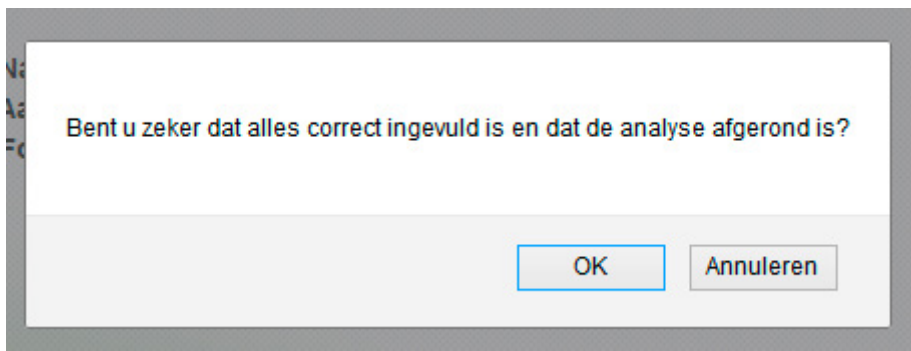 Bent u zeker dat alles correct ingevuld is en dat de analyse afgerond is?
OK
Annuleren